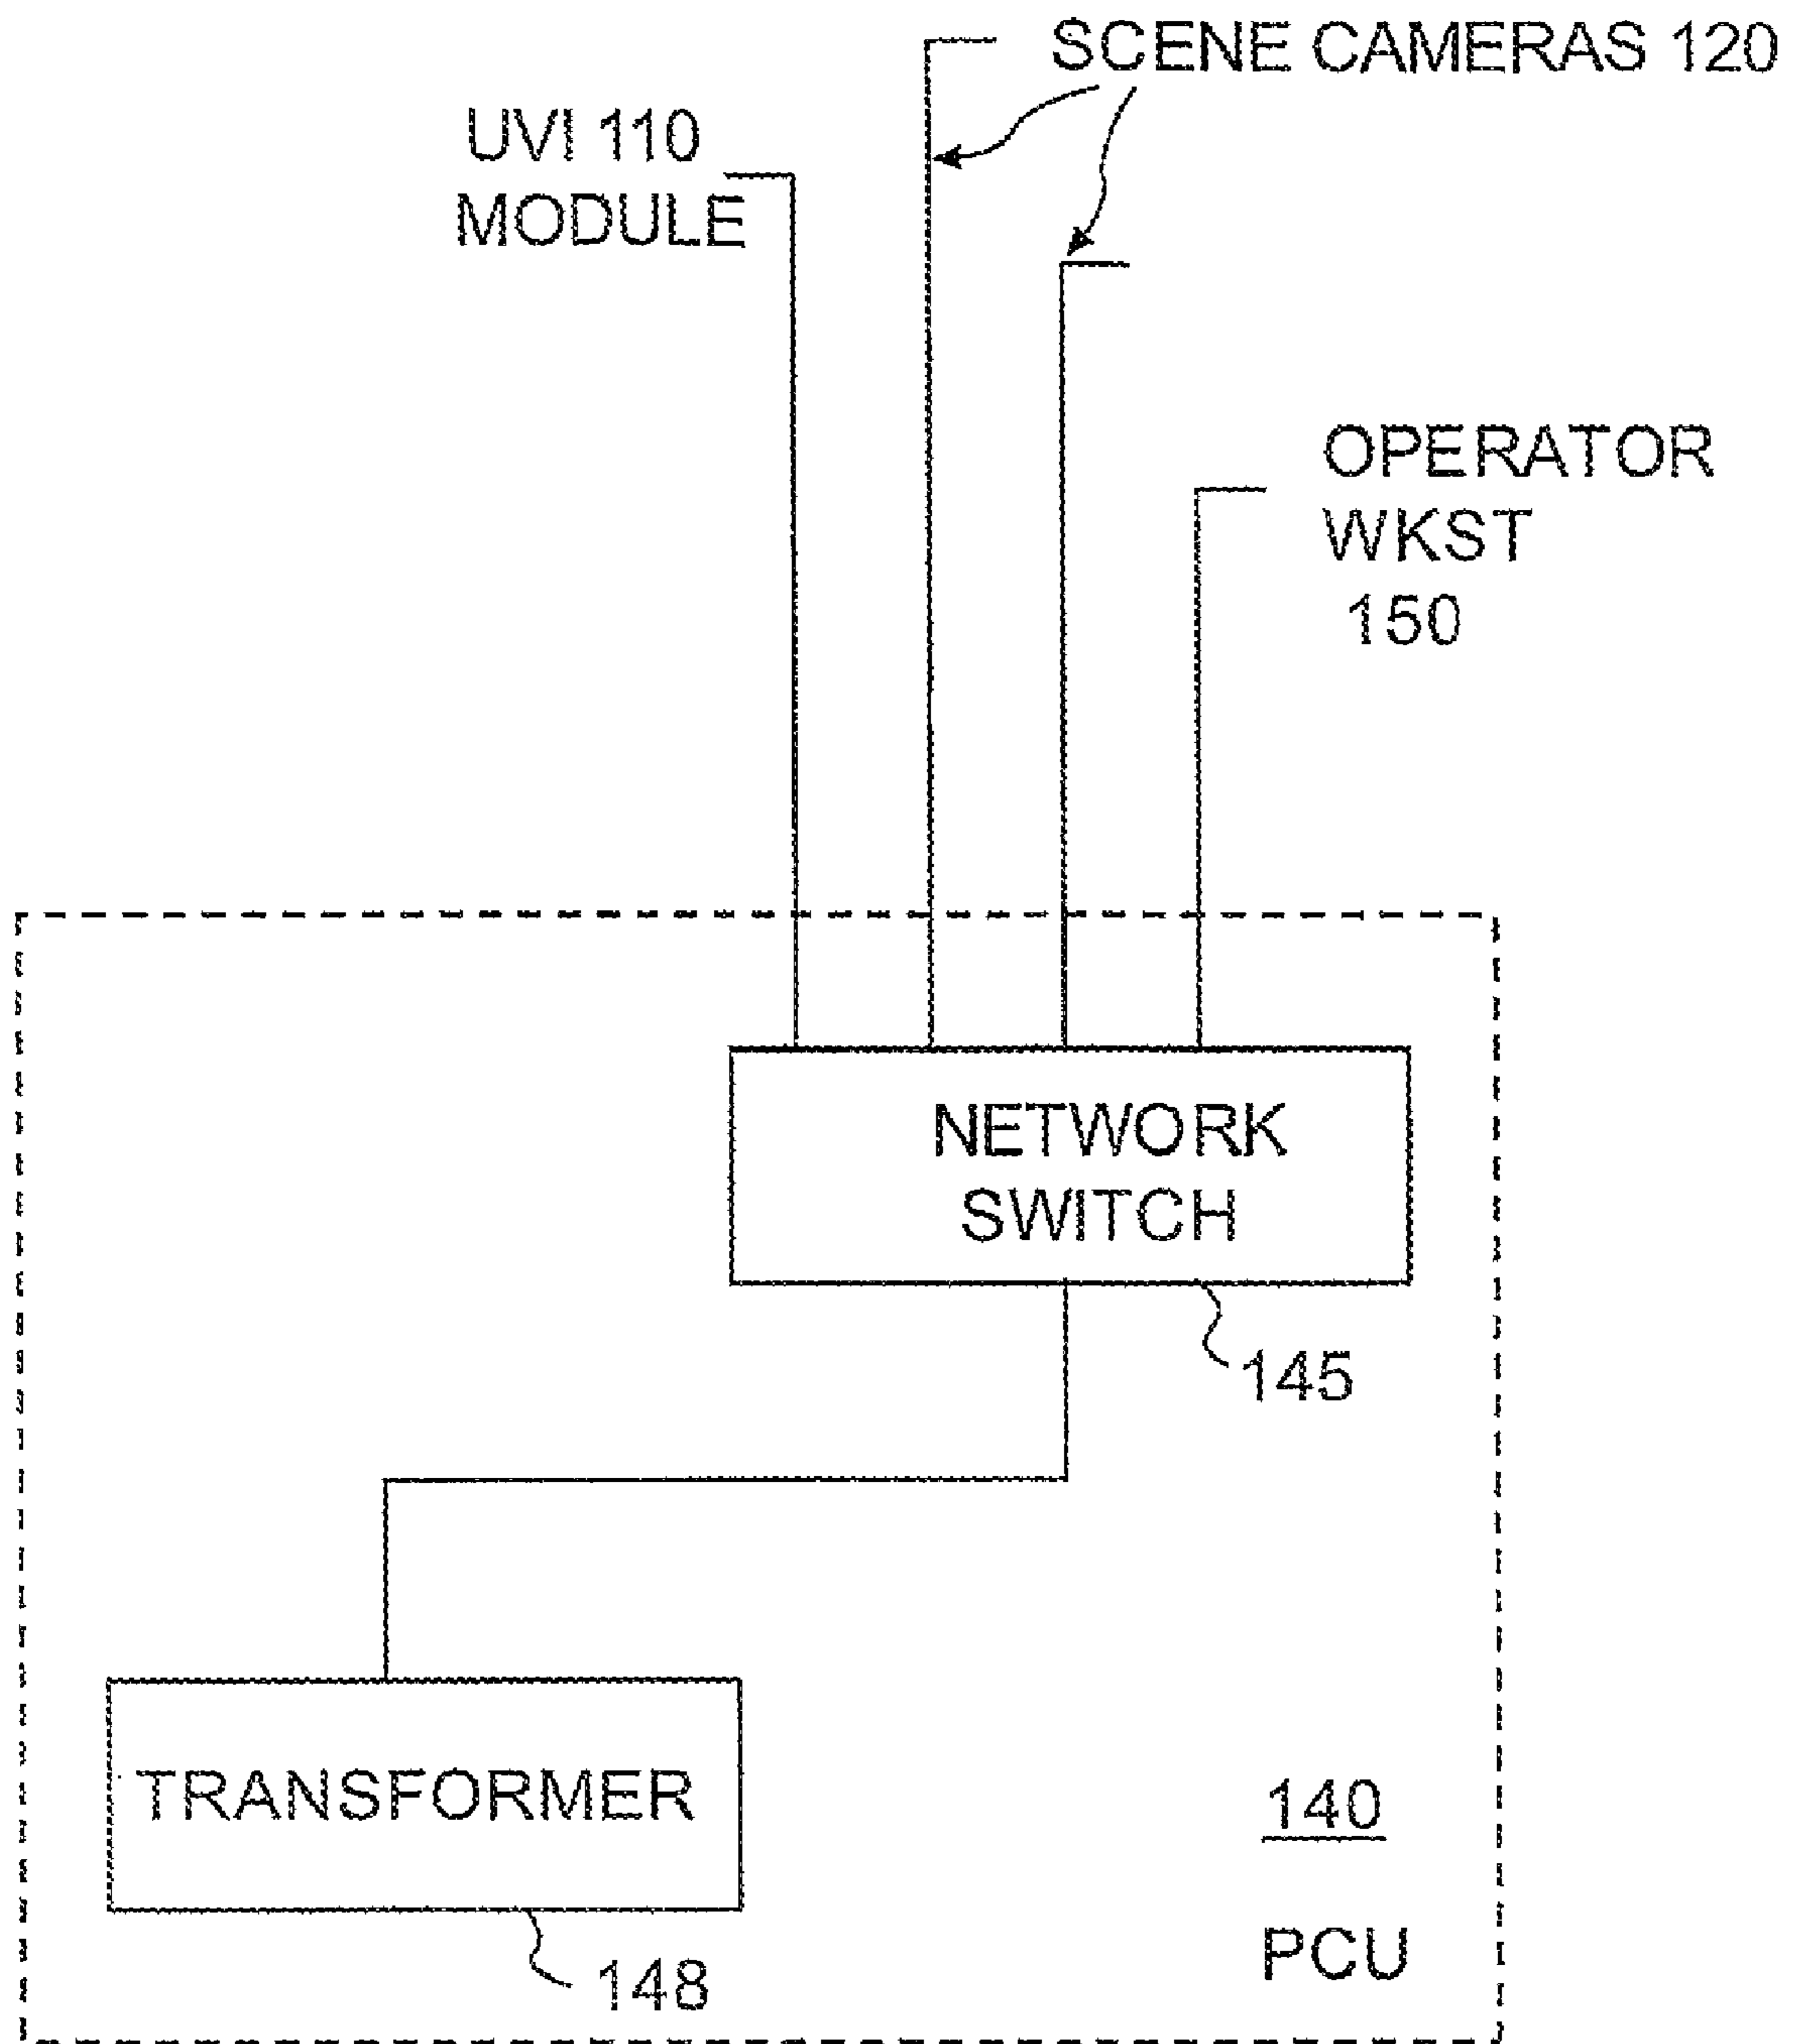 SCENE CAMERAS 120
UVI 110
MODULE
OPERATOR
WKST
150
NETWORK
SWITCH
145
TRANSFORMER
148
140
PCU